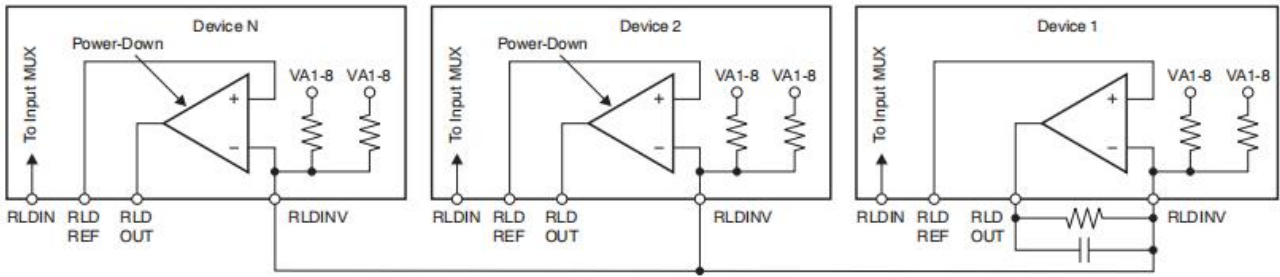 Device N
Power-Down
To Input MUX
VA1-8 VA1-8
+
−
RLDIN RLD REF RLD OUT RLDINV
Device 2
Power-Down
To Input MUX
VA1-8 VA1-8
+
−
RLDIN RLD REF RLD OUT RLDINV
Device 1
To Input MUX
VA1-8 VA1-8
+
−
RLDIN RLD REF RLD OUT RLDINV